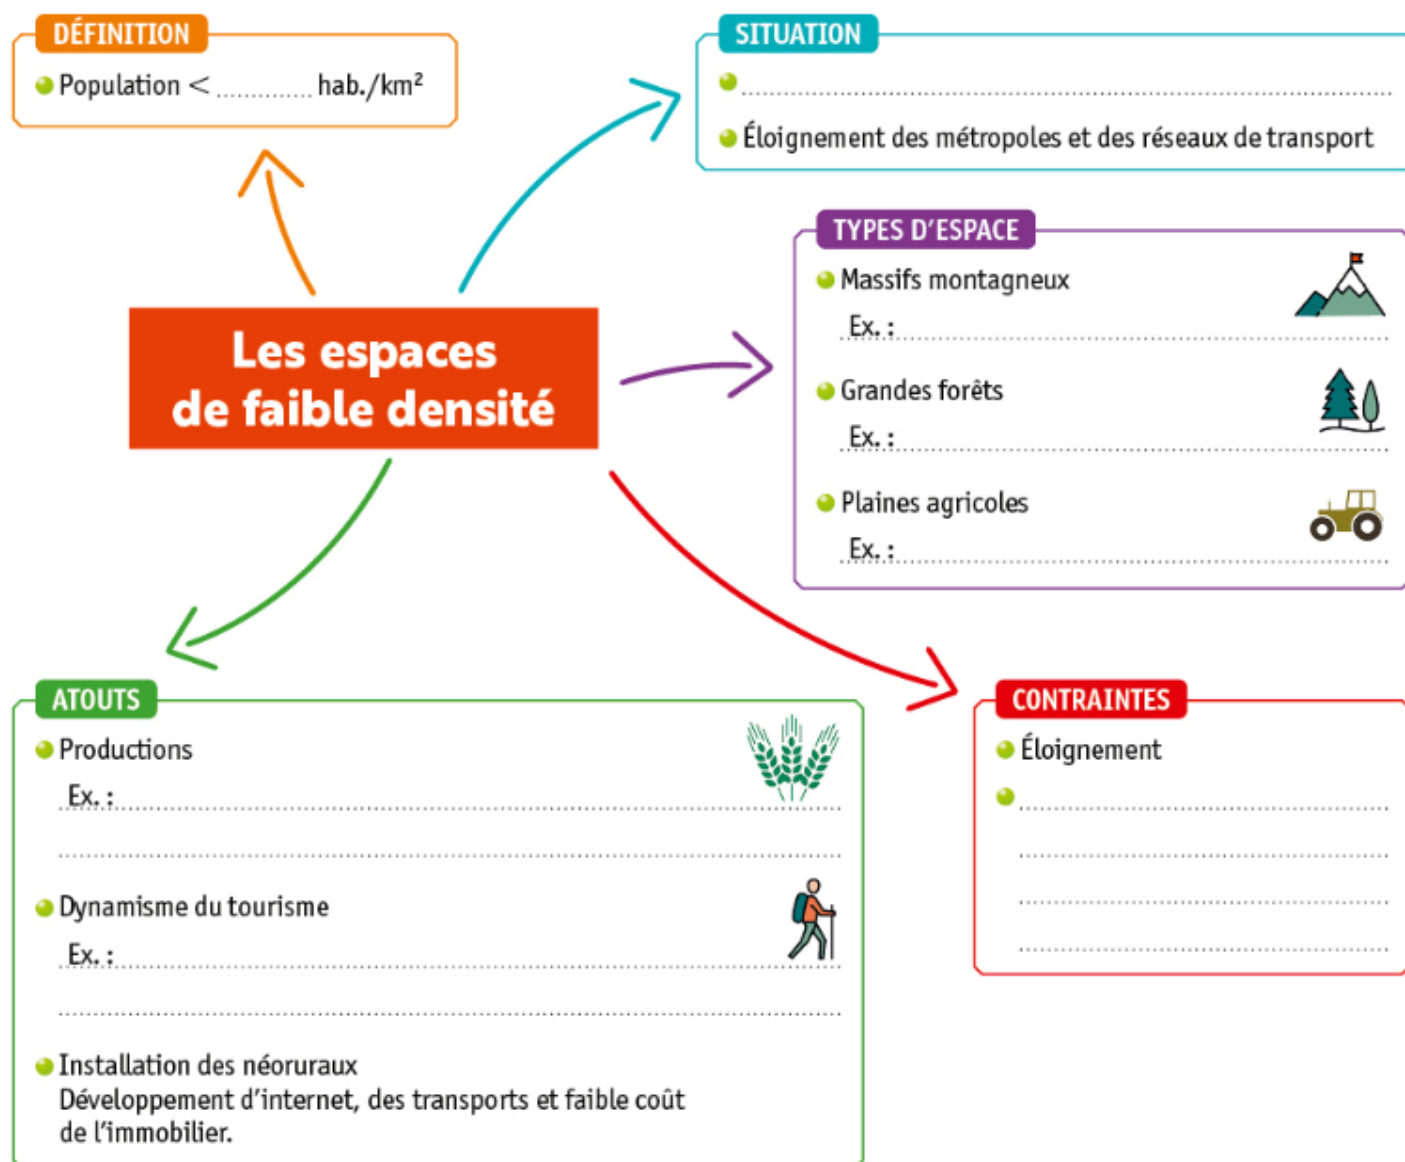 DÉFINITION
Population < ............. hab./km²
SITUATION
Éloignement des métropoles et des réseaux de transport
TYPES D'ESPACE
Massifs montagneux
Ex. :
Grandes forêts
Ex. :
Plaines agricoles
Ex. :
Les espaces
de faible densité
ATOUTS
Productions
Ex. :
Dynamisme du tourisme
Ex. :
Installation des néoruraux
Développement d'internet, des transports et faible coût
de l'immobilier.
CONTRAINTES
Éloignement